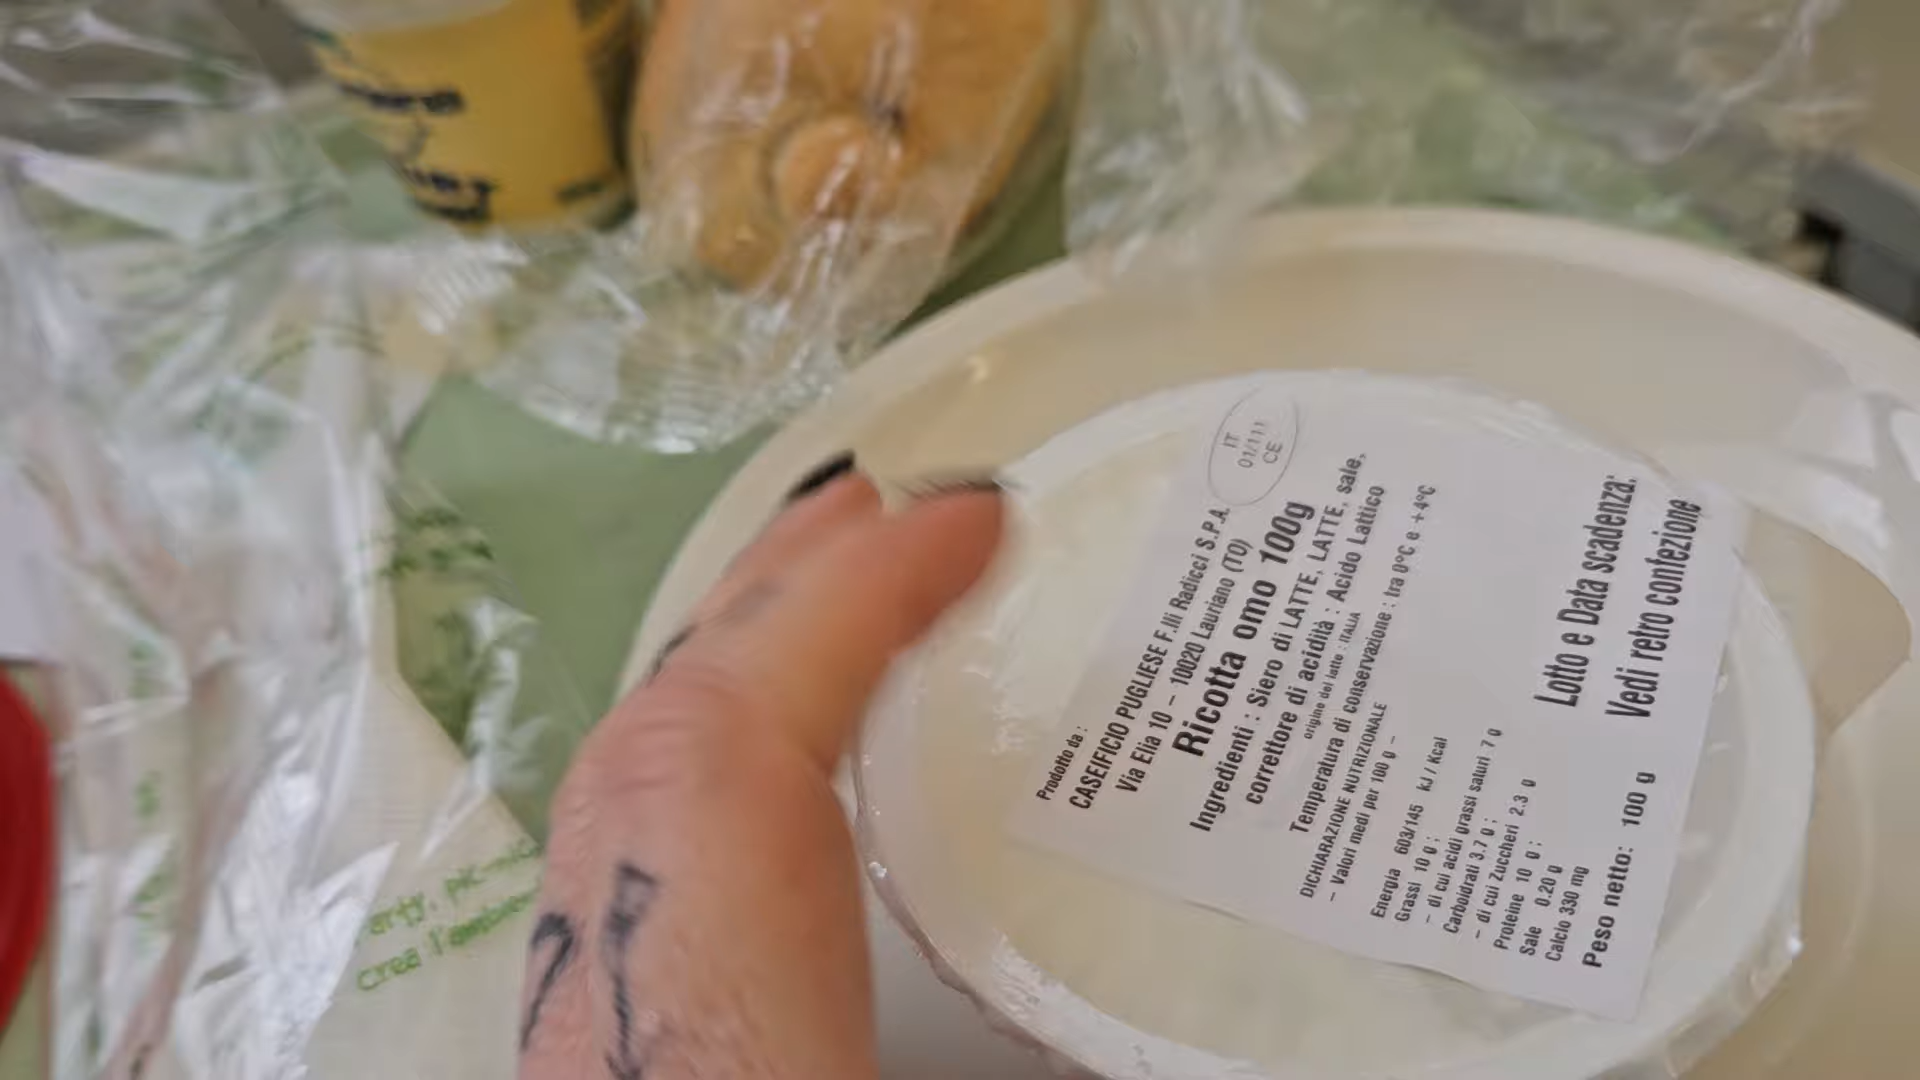 IT
01/111
CE
Prodotto da :
CASEIFICIO PUGLIESE F.lli Radicci S.P.A.
Via Elia 10 – 10020 Lauriano (TO)
Ricotta omo 100g
Ingredienti : Siero di LATTE, LATTE, sale,
correttore di acidità : Acido Lattico
origine del latte : ITALIA
Temperatura di conservazione : tra 0°C e +4°C
DICHIARAZIONE NUTRIZIONALE
– Valori medi per 100 g –
Energia 603/145 kJ / Kcal
Grassi 10 g ;
– di cui acidi grassi saturi 7 g
Carboidrati 3.7 g ;
– di cui Zuccheri 2.3 g
Proteine 10 g ;
Sale 0.20 g
Calcio 330 mg
Peso netto: 100 g
Lotto e Data scadenza:
Vedi retro confezione
crea